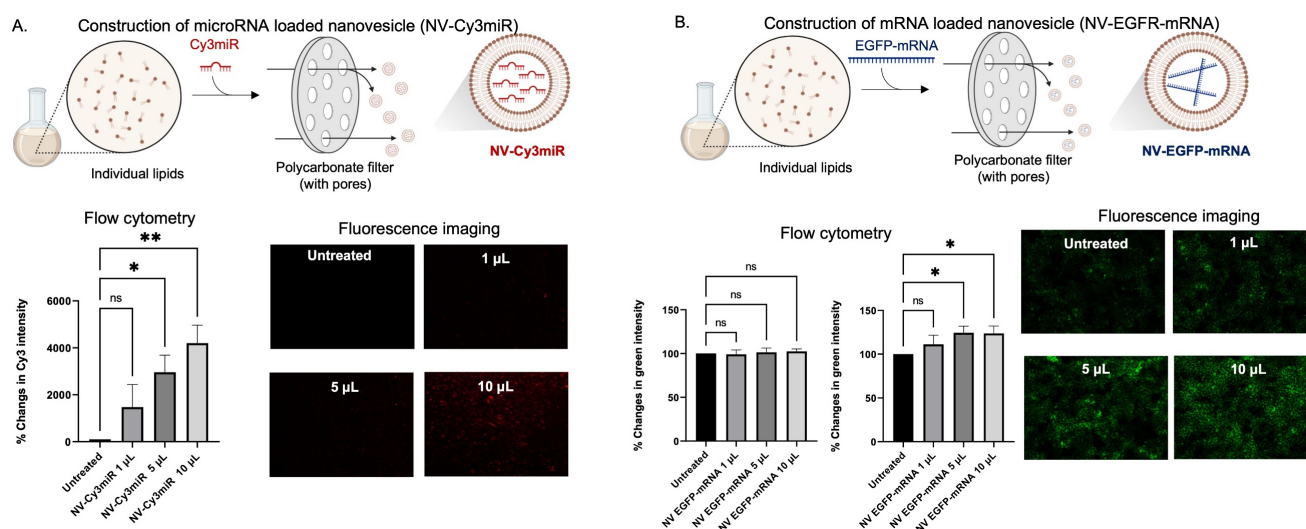 A.
Construction of microRNA loaded nanovesicle (NV-Cy3miR)
Cy3miR
Individual lipids
Polycarbonate filter
(with pores)
NV-Cy3miR
Flow cytometry
**
*
ns
% Changs in Cy3 intensity
6000
4000
2000
0
Untreated
NV-Cy3miR 1 µL
NV-Cy3miR 5 µL
NV-Cy3miR 10 µL
Fluorescence imaging
Untreated
1 µL
5 µL
10 µL
B.
Construction of mRNA loaded nanovesicle (NV-EGFR-mRNA)
EGFP-mRNA
Individual lipids
Polycarbonate filter
(with pores)
NV-EGFP-mRNA
Flow cytometry
ns
ns
ns
% Changes in green intensity
150
100
50
0
Untreated
NV EGFP-mRNA 1 µL
NV EGFP-mRNA 5 µL
NV EGFP-mRNA 10 µL
*
*
ns
% Changes in green intensity
150
100
50
0
Untreated
NV EGFP-mRNA 1 µL
NV EGFP-mRNA 5 µL
NV EGFP-mRNA 10 µL
Fluorescence imaging
Untreated
1 µL
5 µL
10 µL